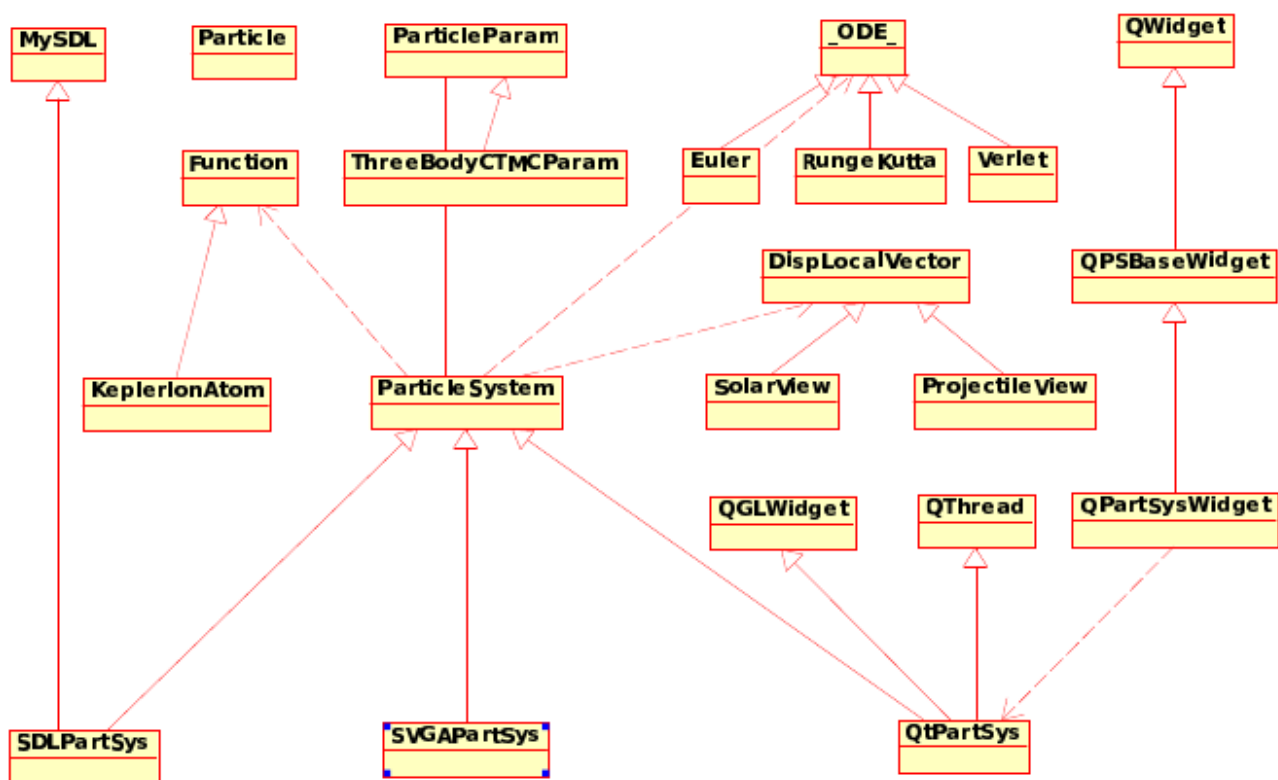 MySDL
Particle
ParticleParam
_ODE_
QWidget
Function
ThreeBodyCTMCParam
Euler
RungeKutta
Verlet
DispLocalVector
QPSBaseWidget
KeplerIonAtom
ParticleSystem
SolarView
ProjectileView
QGLWidget
QThread
QPartSysWidget
SDLPartSys
SVGAPartSys
QtPartSys